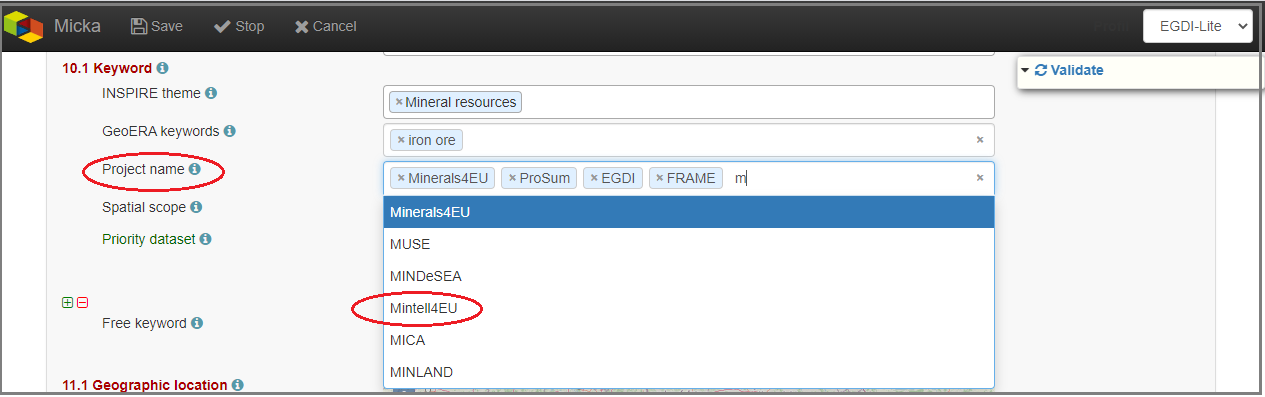 Micka Save Stop Cancel EGDI-Lite
10.1 Keyword
Validate
INSPIRE theme × Mineral resources
GeoERA keywords × iron ore ×
Project name × Minerals4EU × ProSum × EGDI × FRAME m ×
Minerals4EU
Spatial scope
Priority dataset
MUSE
MINDeSEA
Mintell4EU
Free keyword
MICA
MINLAND
11.1 Geographic location